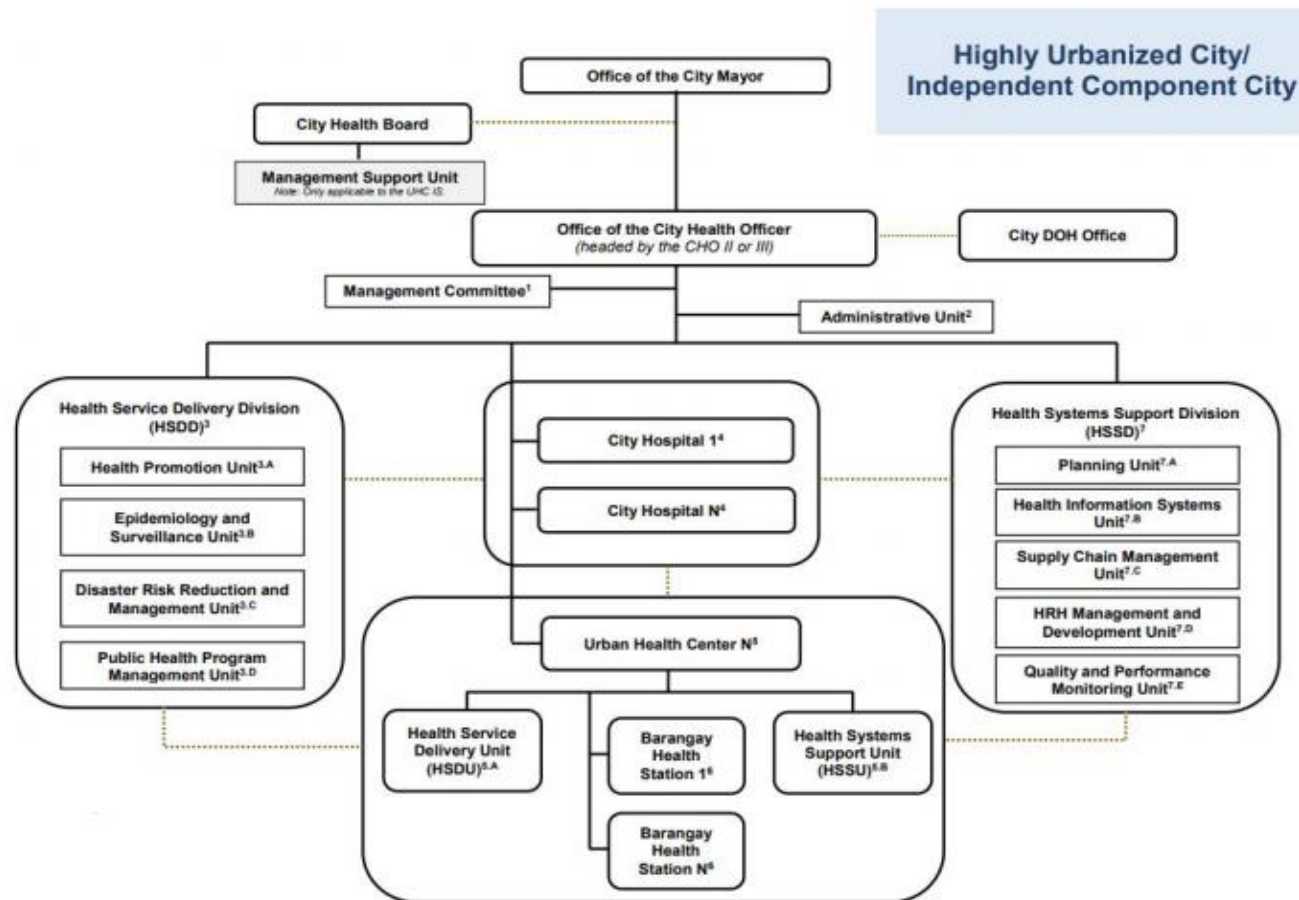 Highly Urbanized City/
Independent Component City
Office of the City Mayor
City Health Board
Management Support Unit
Note: Only applicable to the UHC IS
Office of the City Health Officer
(headed by the CHO II or III)
City DOH Office
Management Committee¹
Administrative Unit²
Health Service Delivery Division
(HSDD)³
Health Promotion Unit³·ᴬ
Epidemiology and
Surveillance Unit³·ᴮ
Disaster Risk Reduction and
Management Unit³·ᶜ
Public Health Program
Management Unit³·ᴰ
City Hospital 1⁴
City Hospital N⁴
Health Systems Support Division
(HSSD)⁷
Planning Unit⁷·ᴬ
Health Information Systems
Unit⁷·ᴮ
Supply Chain Management
Unit⁷·ᶜ
HRH Management and
Development Unit⁷·ᴰ
Quality and Performance
Monitoring Unit⁷·ᴱ
Urban Health Center N⁵
Health Service
Delivery Unit
(HSDU)⁵·ᴬ
Barangay
Health
Station 1⁶
Health Systems
Support Unit
(HSSU)⁵·ᴮ
Barangay
Health
Station N⁶